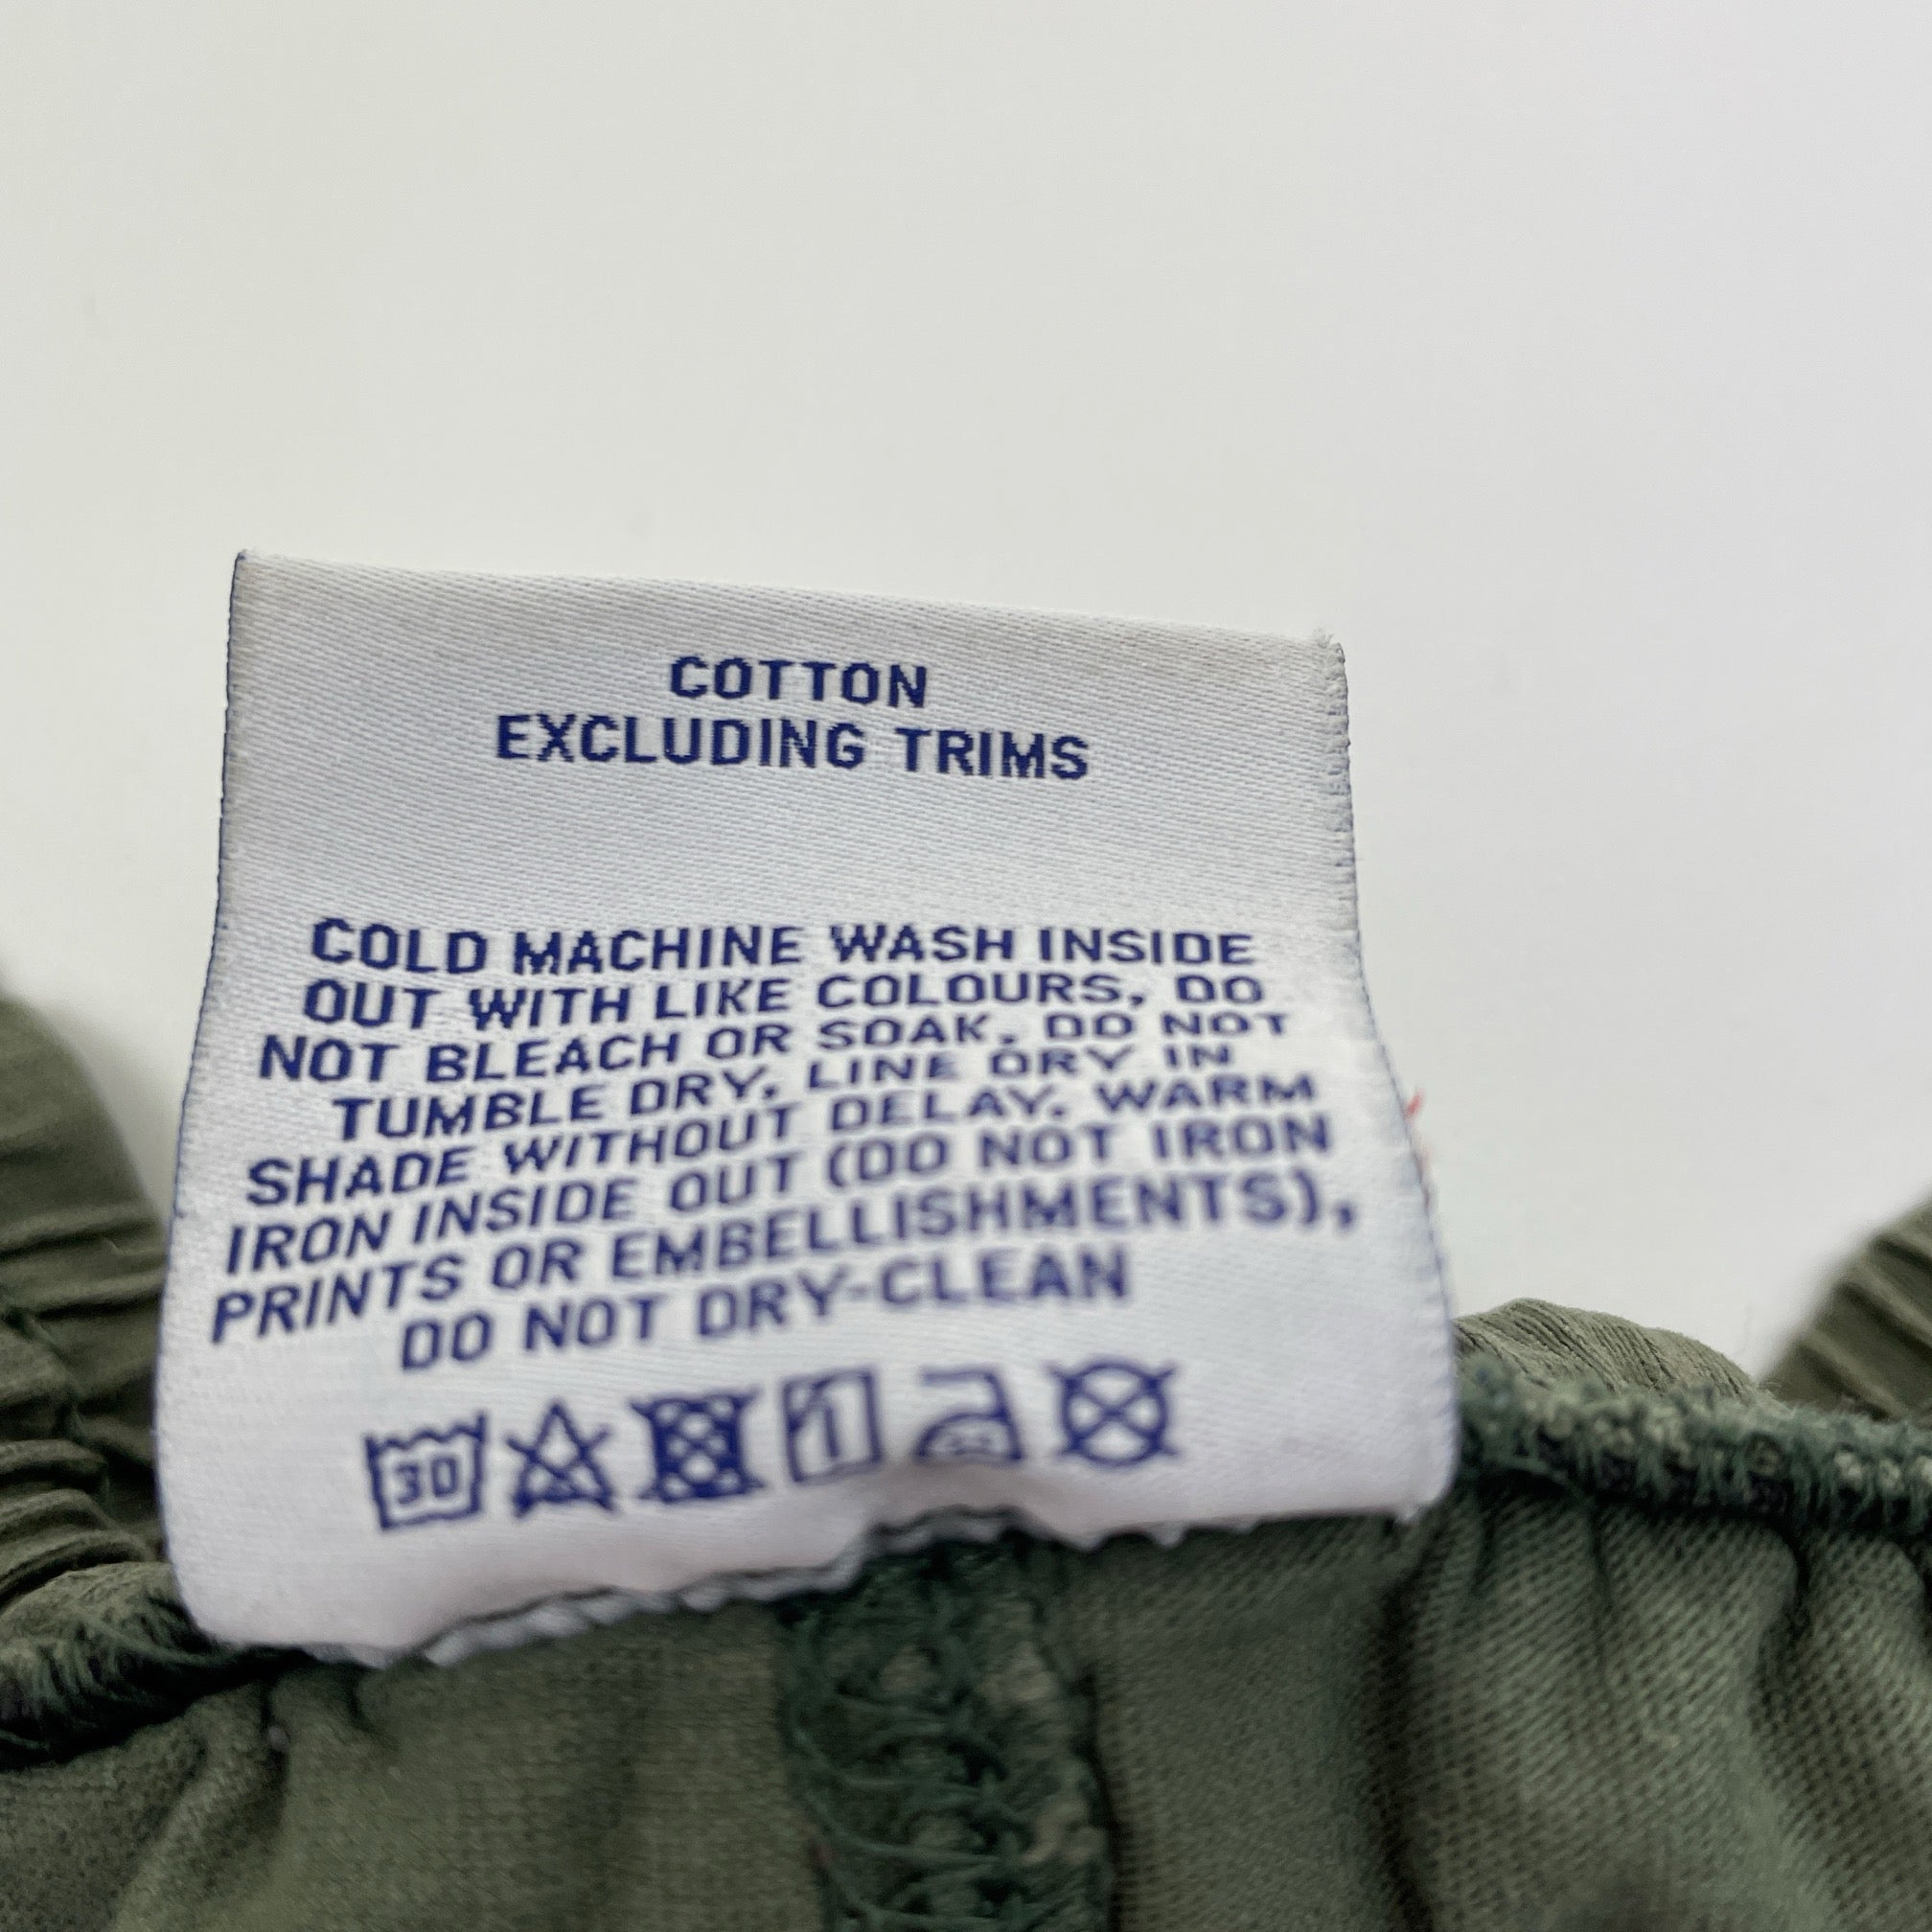 COTTON
EXCLUDING TRIMS
COLD MACHINE WASH INSIDE
OUT WITH LIKE COLOURS, DO
NOT BLEACH OR SOAK, DO NOT
TUMBLE DRY, LINE DRY IN
SHADE WITHOUT DELAY, WARM
IRON INSIDE OUT (DO NOT IRON
PRINTS OR EMBELLISHMENTS),
DO NOT DRY-CLEAN
30